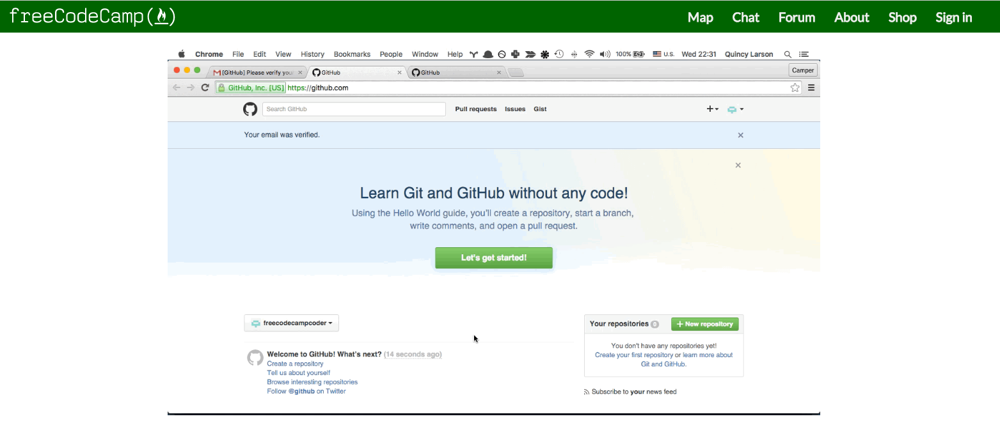 freeCodeCamp
Map Chat Forum About Shop Sign in
Chrome File Edit View History Bookmarks People Window Help 100% U.S. Wed 22:31 Quincy Larson
[GitHub] Please verify your GitHub GitHub Camper
GitHub, Inc. [US] https://github.com
Search GitHub Pull requests Issues Gist
Your email was verified.
Learn Git and GitHub without any code!
Using the Hello World guide, you'll create a repository, start a branch,
write comments, and open a pull request.
Let's get started!
freecodecampcoder
Your repositories 0 New repository
You don't have any repositories yet!
Create your first repository or learn more about
Git and GitHub.
Welcome to GitHub! What's next? (14 seconds ago)
Create a repository
Tell us about yourself
Browse interesting repositories
Follow @github on Twitter
Subscribe to your news feed